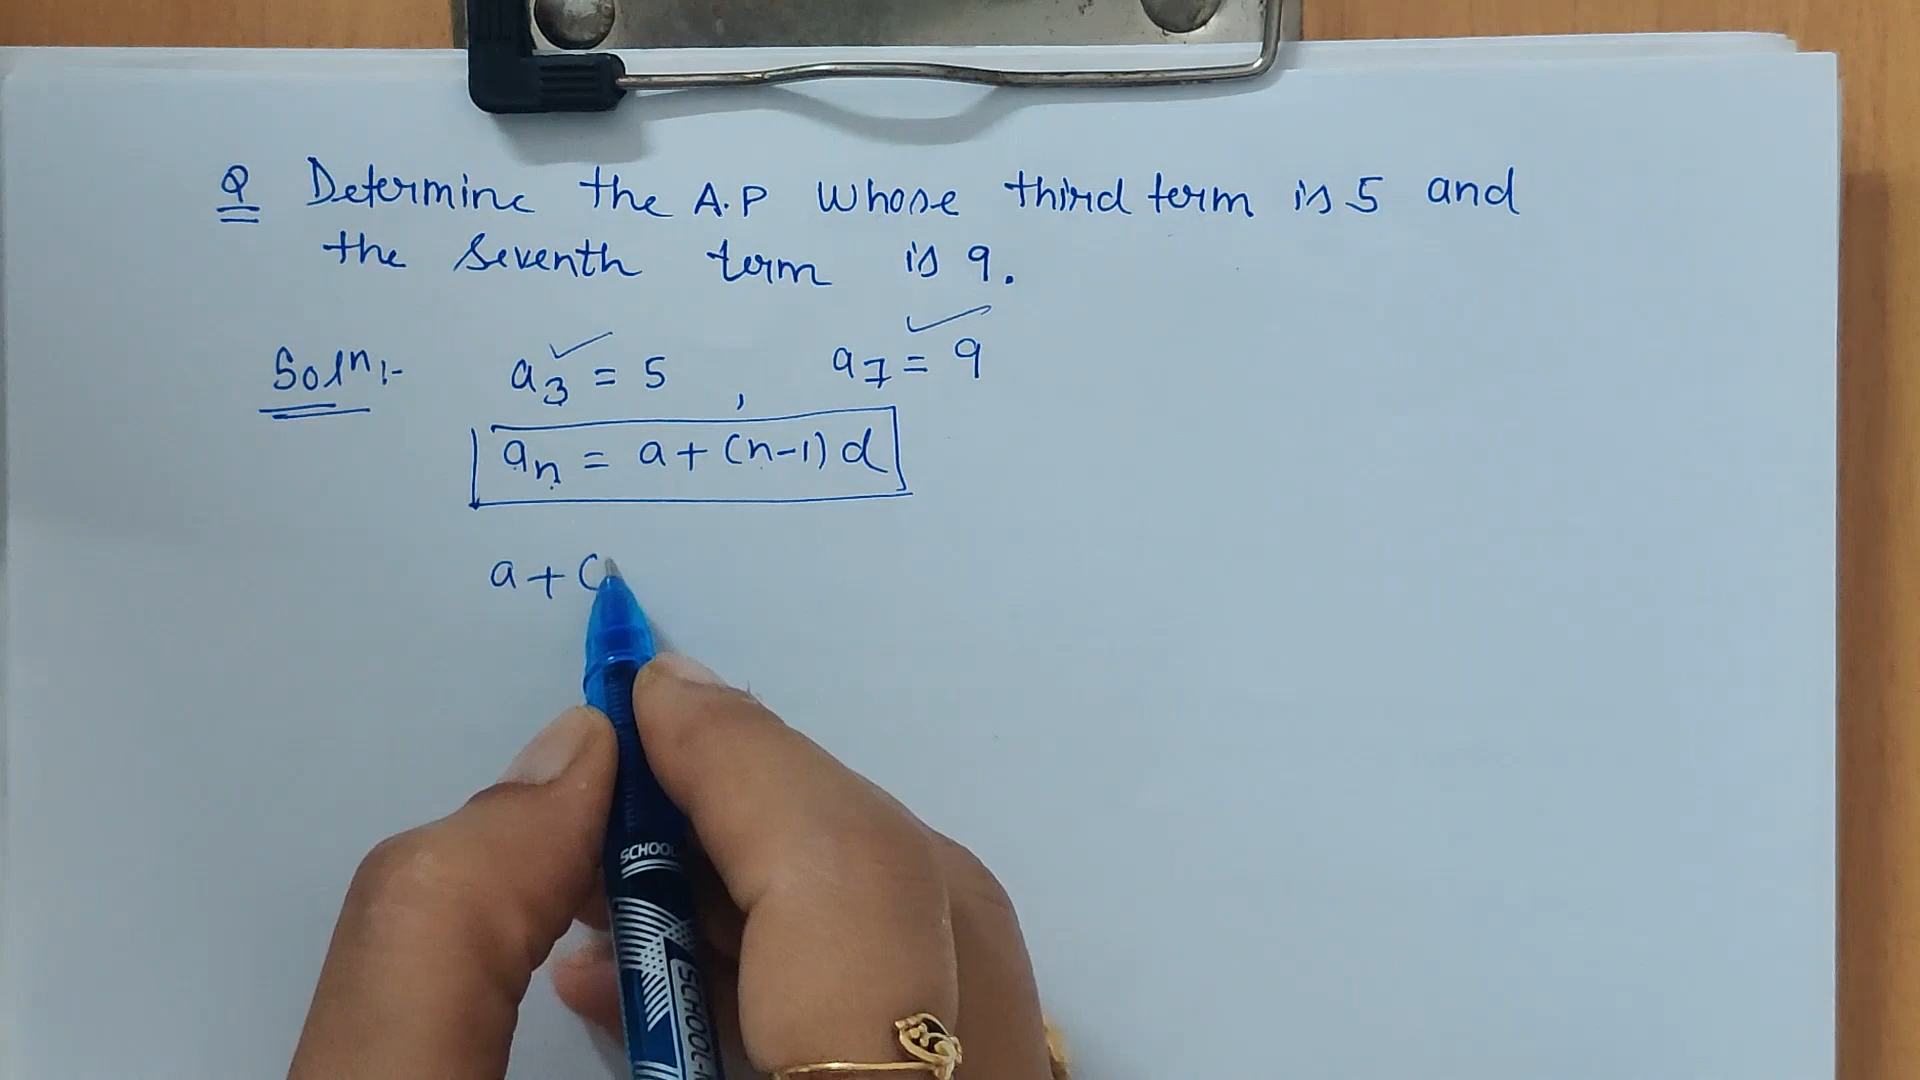 Q Determine the A.P whose third term is 5 and
the seventh term is 9.
Soln:- a3 = 5 , a7 = 9
an = a + (n-1) d
a + (
SCHOOL
SCHOOL